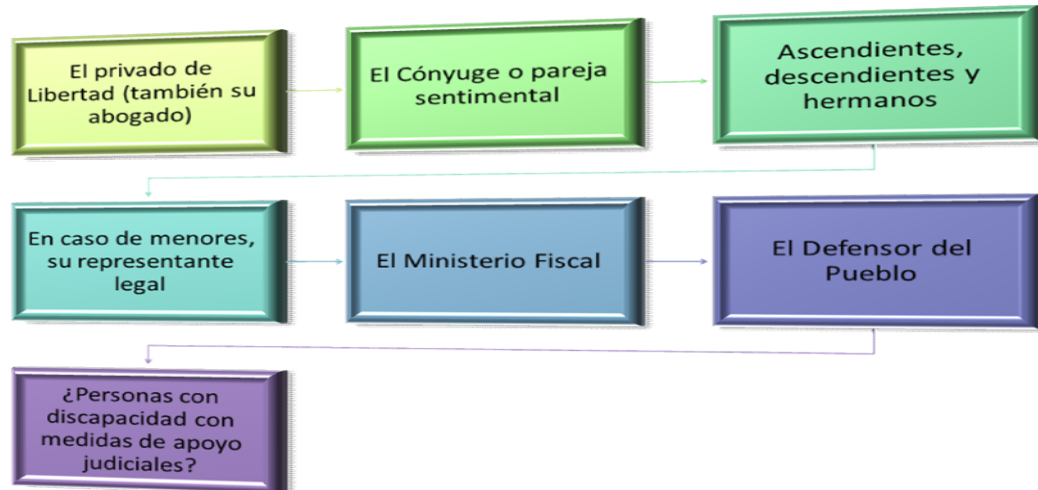 El privado de
Libertad (también su
abogado)
El Cónyuge o pareja
sentimental
Ascendientes,
descendientes y
hermanos
En caso de menores,
su representante
legal
El Ministerio Fiscal
El Defensor del
Pueblo
¿Personas con
discapacidad con
medidas de apoyo
judiciales?